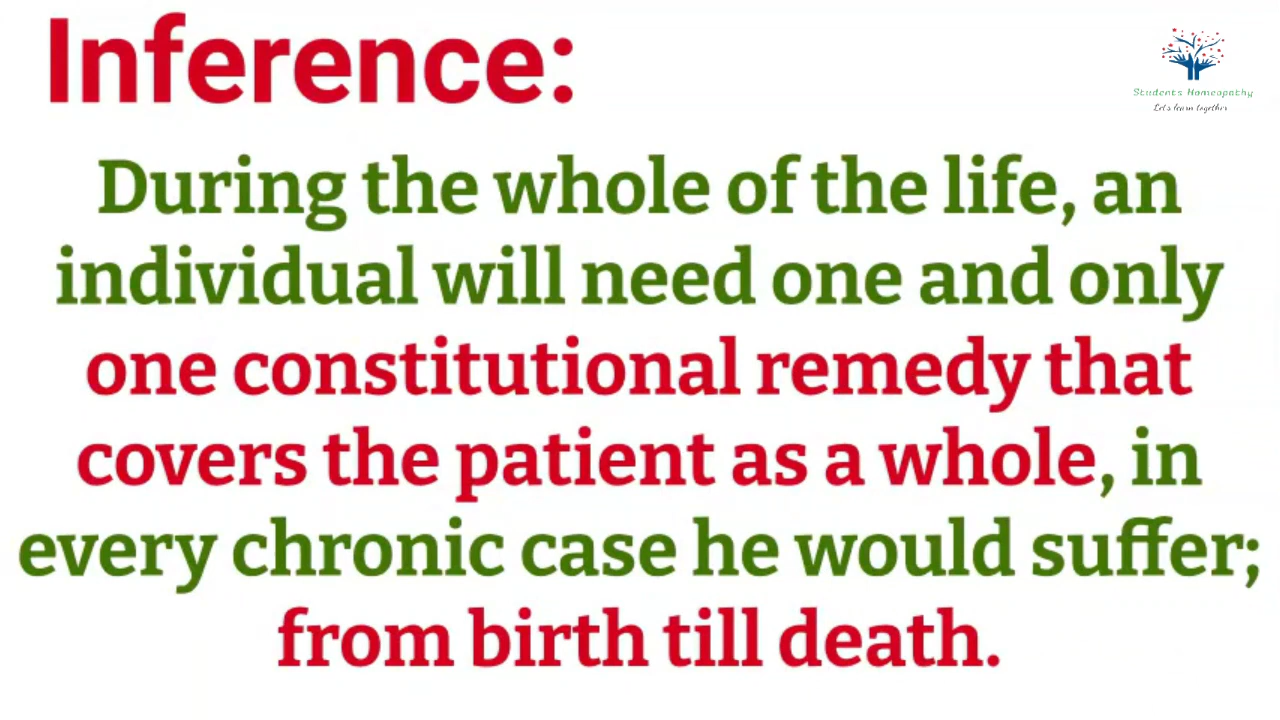 Inference:
Students Homeopathy
Let's learn together
During the whole of the life, an
individual will need one and only
one constitutional remedy that
covers the patient as a whole, in
every chronic case he would suffer;
from birth till death.